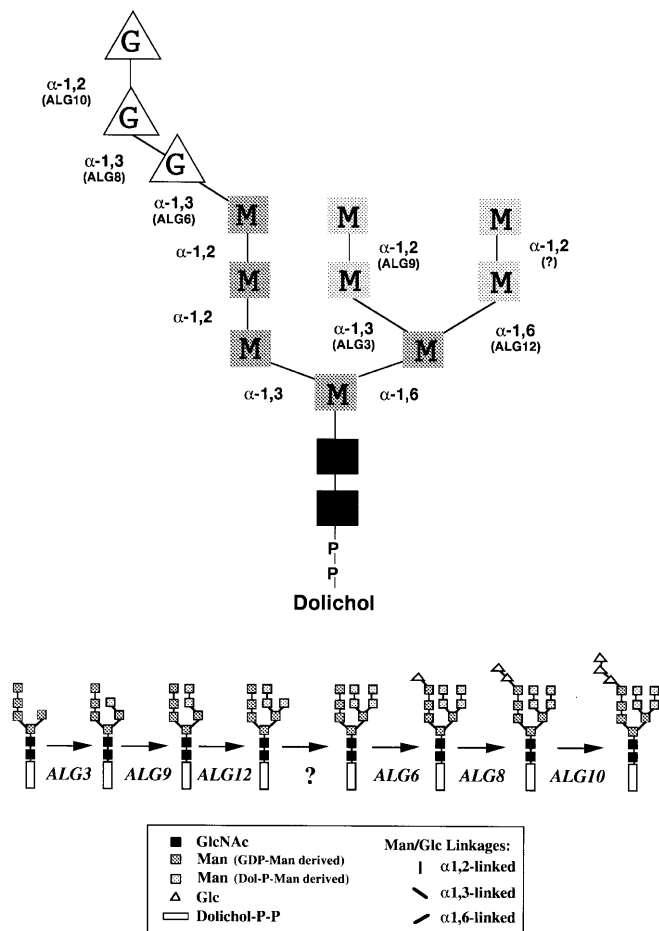 G
α-1,2
(ALG10)
G
α-1,3
(ALG8)
G
α-1,3
(ALG6)
M
M
M
α-1,2
α-1,2
(ALG9)
α-1,2
(?)
M
M
M
α-1,2
α-1,3
(ALG3)
α-1,6
(ALG12)
M
M
α-1,3
M
α-1,6
P
P
Dolichol
ALG3
ALG9
ALG12
?
ALG6
ALG8
ALG10
GlcNAc
Man (GDP-Man derived)
Man (Dol-P-Man derived)
Glc
Dolichol-P-P
Man/Glc Linkages:
α1,2-linked
α1,3-linked
α1,6-linked